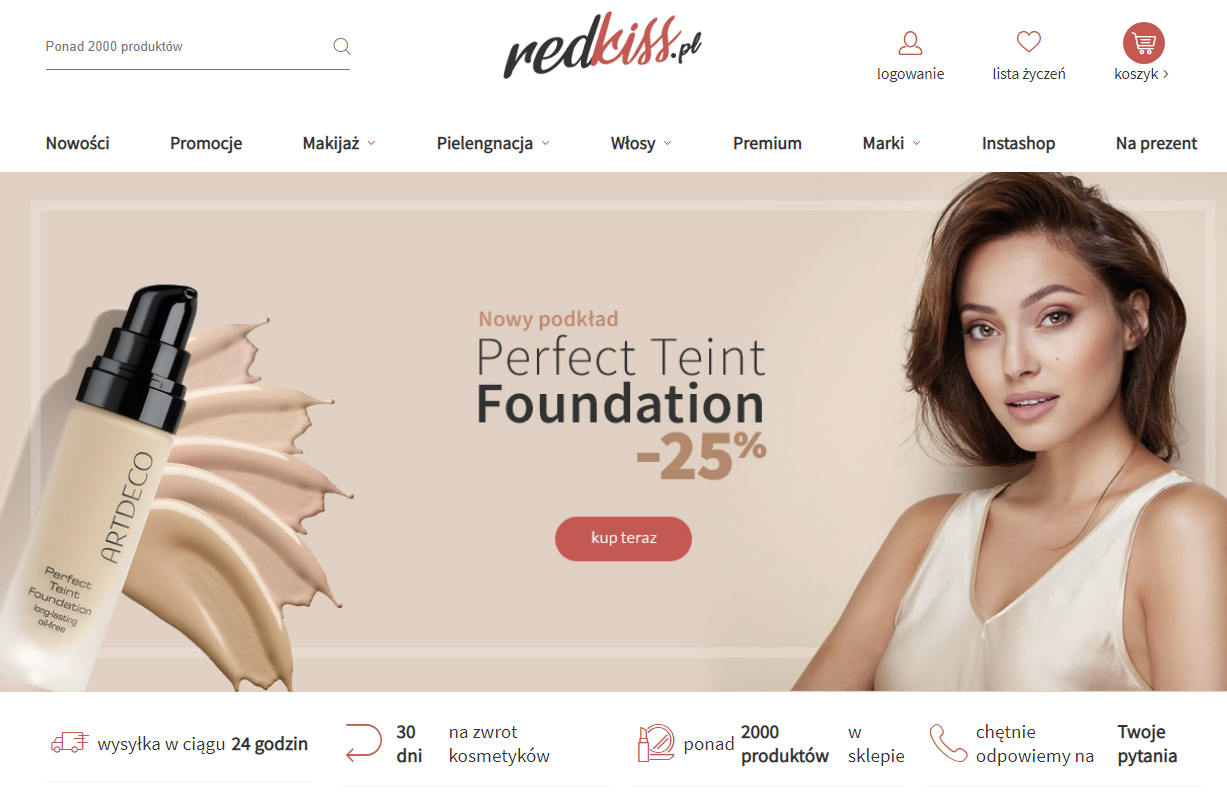 Ponad 2000 produktów
redkiss.pl
logowanie
lista życzeń
koszyk >
Nowości
Promocje
Makijaż
Pielengnacja
Włosy
Premium
Marki
Instashop
Na prezent
Nowy podkład
Perfect Teint
Foundation
-25%
kup teraz
ARTDECO
Perfect
Teint
Foundation
long-lasting
oil-free
wysyłka w ciągu 24 godzin
30 dni
na zwrot
kosmetyków
ponad
2000
produktów
w
sklepie
chętnie
odpowiemy na
Twoje
pytania